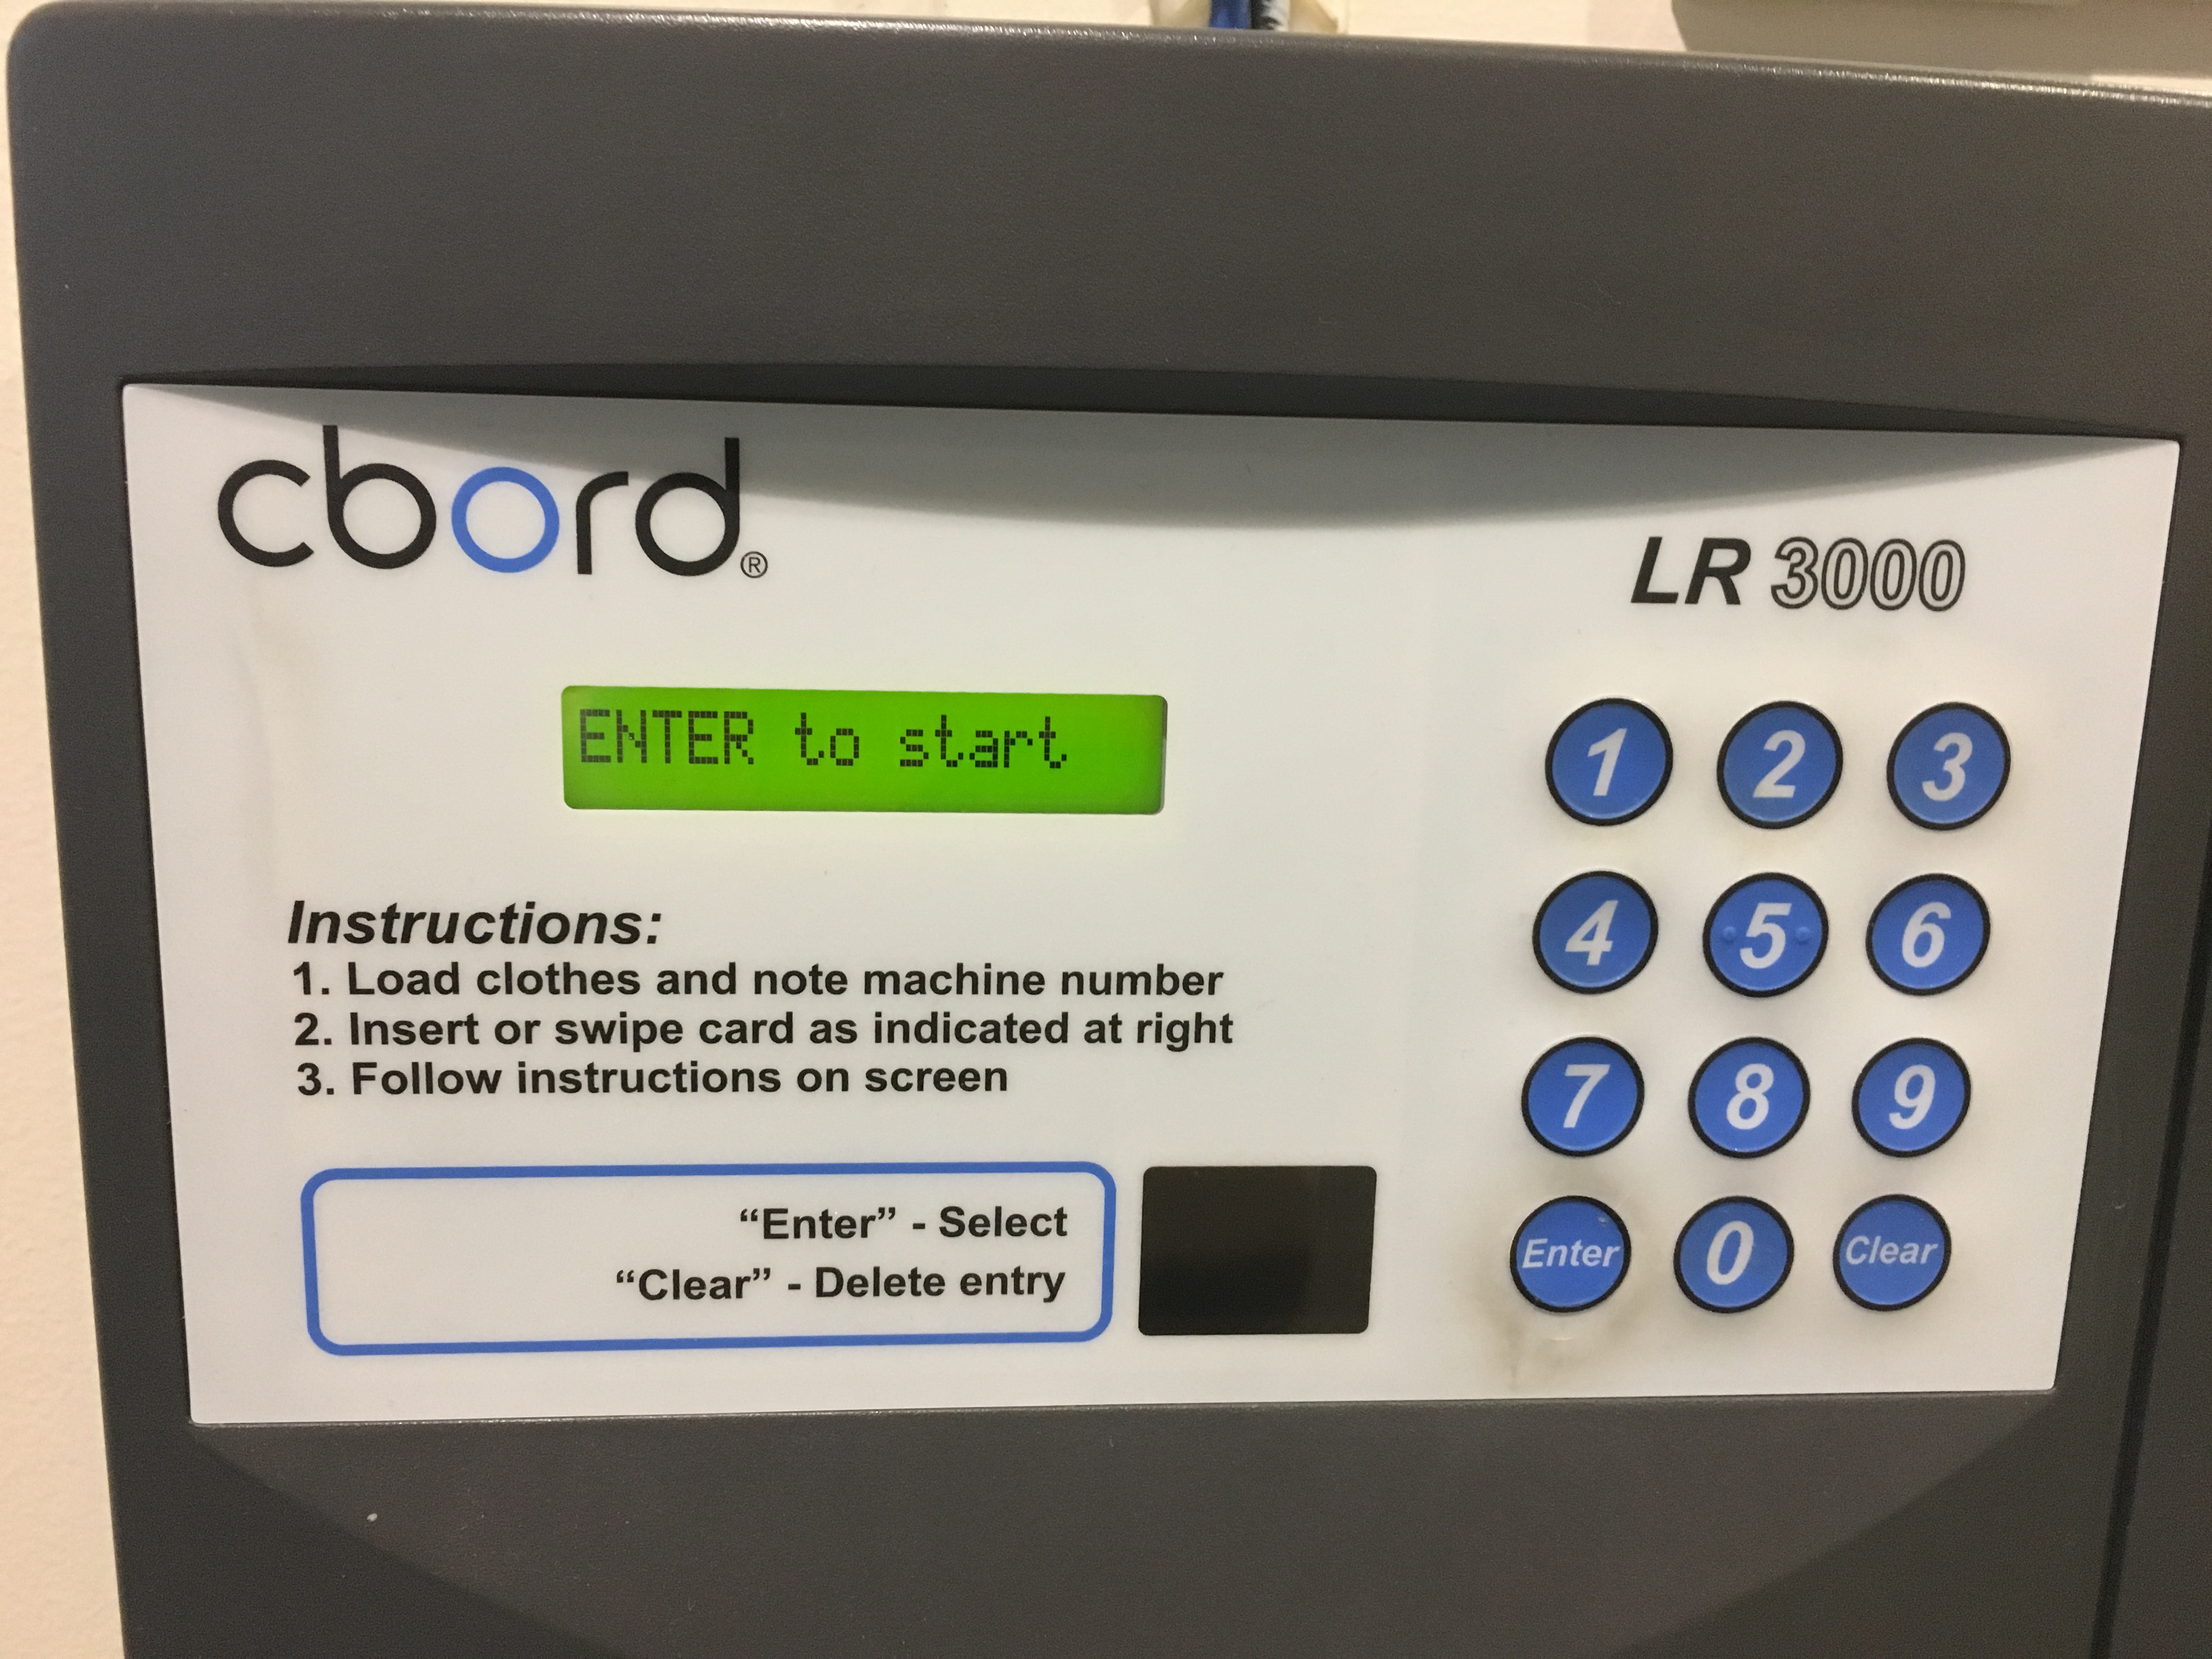 cbord®
LR 3000
ENTER to start
Instructions:
1. Load clothes and note machine number
2. Insert or swipe card as indicated at right
3. Follow instructions on screen
“Enter” - Select
“Clear” - Delete entry
1 2 3
4 5 6
7 8 9
Enter 0 Clear